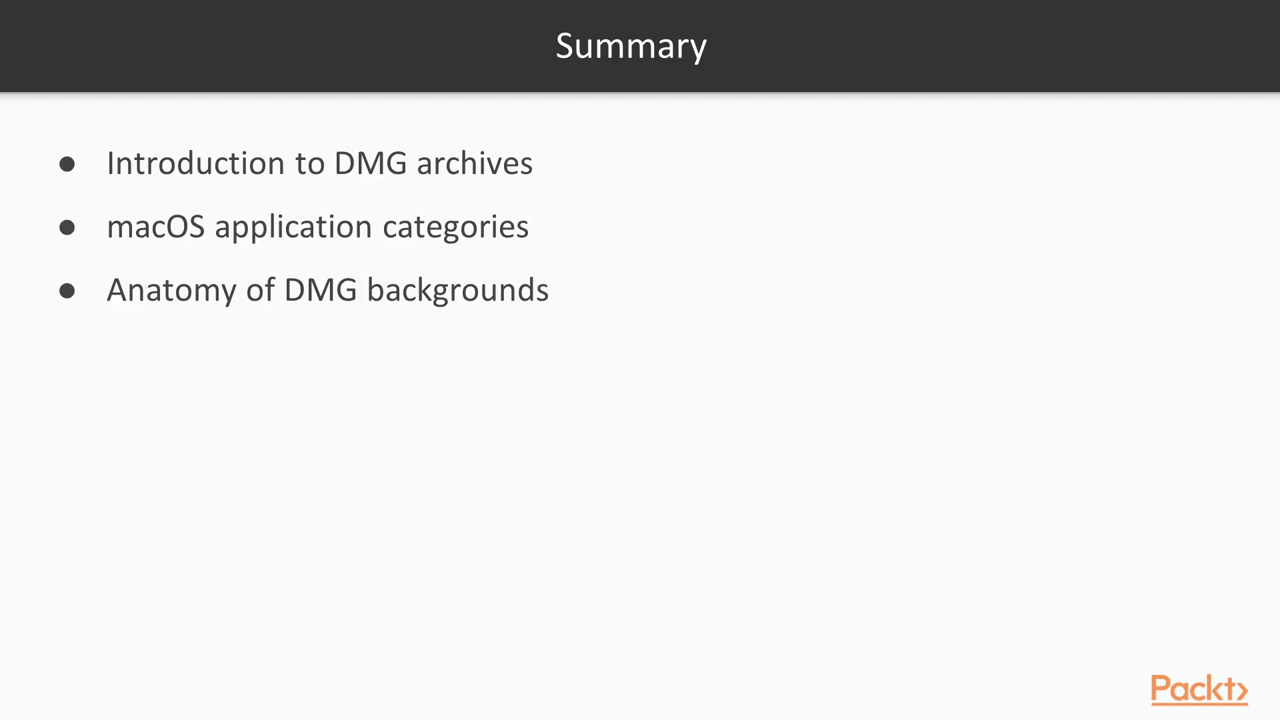 Summary
● Introduction to DMG archives
● macOS application categories
● Anatomy of DMG backgrounds
Packt>